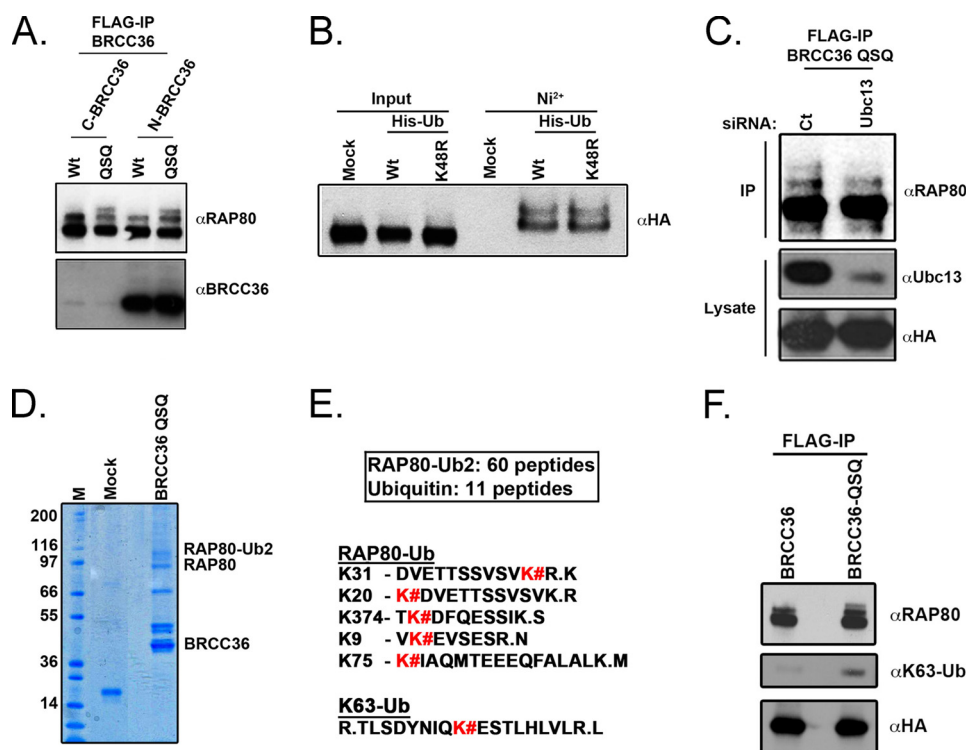 A.
FLAG-IP
BRCC36
C-BRCC36
N-BRCC36
Wt
QSQ
Wt
QSQ
αRAP80
αBRCC36
B.
Input
Ni²⁺
His-Ub
His-Ub
Mock
Wt
K48R
Mock
Wt
K48R
αHA
C.
FLAG-IP
BRCC36 QSQ
siRNA:
Ct
Ubc13
IP
αRAP80
αUbc13
Lysate
αHA
D.
M
Mock
BRCC36 QSQ
200
116
97
66
55
36
14
RAP80-Ub2
RAP80
BRCC36
E.
RAP80-Ub2: 60 peptides
Ubiquitin: 11 peptides
RAP80-Ub
K31 - DVETTSSVSVK#R.K
K20 - K#DVETTSSVSVK.R
K374- TK#DFQESSIK.S
K9 - VK#EVSESR.N
K75 - K#IAQMTEEEQFALALK.M
K63-Ub
R.TLSDYNIQK#ESTLHLVLR.L
F.
FLAG-IP
BRCC36
BRCC36-QSQ
αRAP80
αK63-Ub
αHA